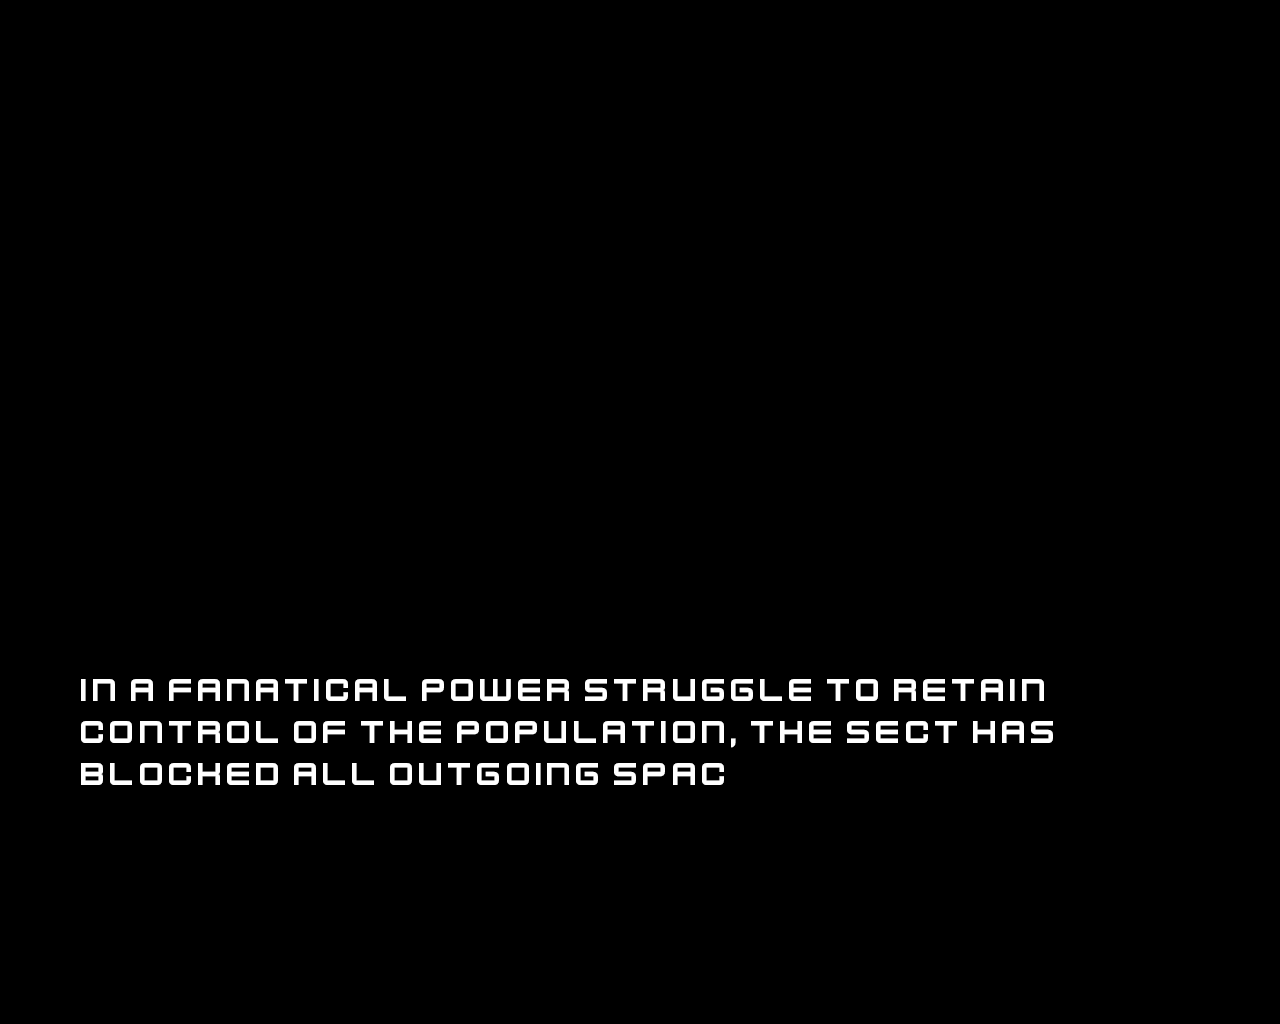 IN A FANATICAL POWER STRUGGLE TO RETAIN
CONTROL OF THE POPULATION, THE SECT HAS
BLOCKED ALL OUTGOING SPAC